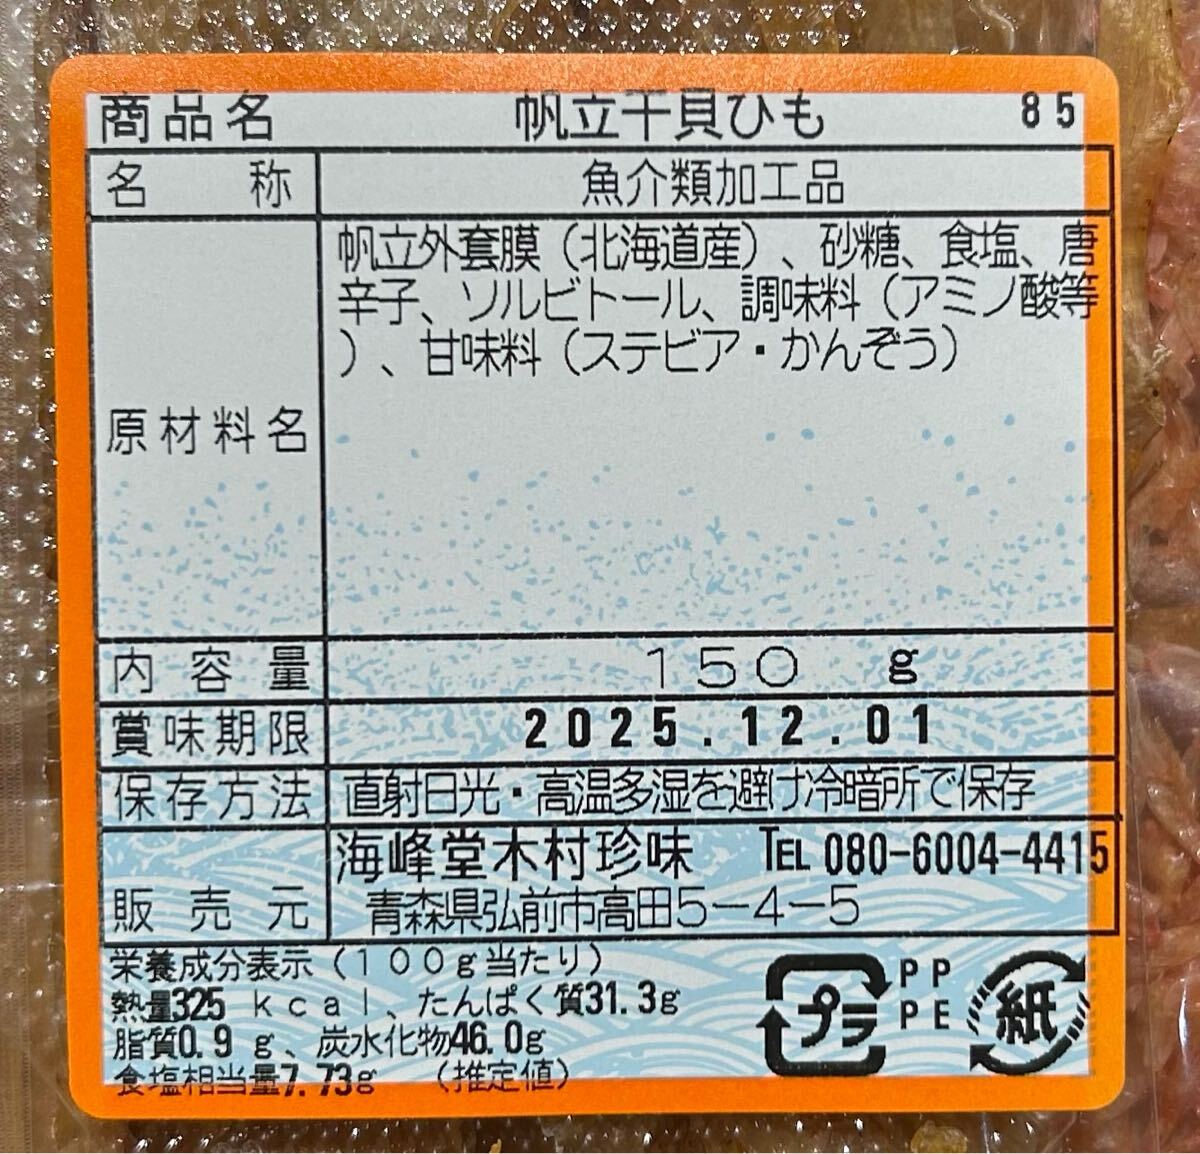 商品名 帆立干貝ひも 85
名称 魚介類加工品
原材料名 帆立外套膜（北海道産）、砂糖、食塩、唐
辛子、ソルビトール、調味料（アミノ酸等
）、甘味料（ステビア・かんぞう）
内容量 150 g
賞味期限 2025.12.01
保存方法 直射日光・高温多湿を避け冷暗所で保存
販売元 海峰堂木村珍味 TEL 080-6004-4415
青森県弘前市高田5-4-5
栄養成分表示（100g当たり）
熱量325 kcal、たんぱく質31.3g
脂質0.9g、炭水化物46.0g
食塩相当量7.73g （推定値）
プラ PP
PE
紙